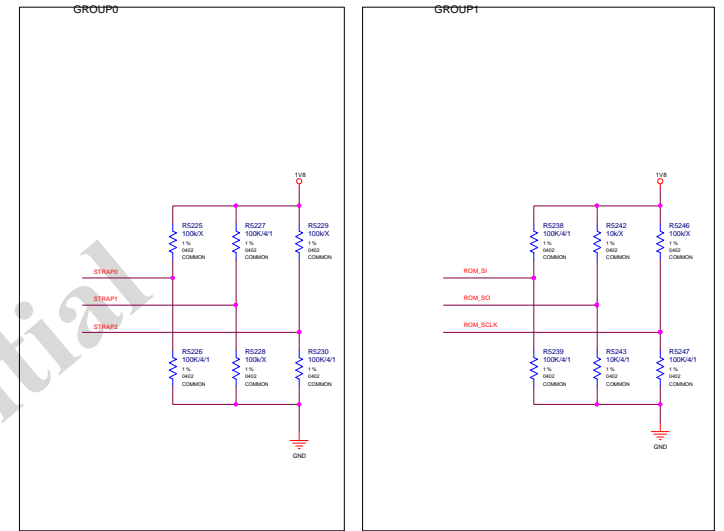 GROUP0
GROUP1
1V8
1V8
R5225
100k/X
1 %
0402
COMMON
R5227
100K/4/1
1 %
0402
COMMON
R5229
100k/X
1 %
0402
COMMON
R5238
100K/4/1
1 %
0402
COMMON
R5242
10k/X
1 %
0402
COMMON
R5246
100k/X
1 %
0402
COMMON
STRAP0
STRAP1
STRAP2
ROM_SI
ROM_SO
ROM_SCLK
R5226
100K/4/1
1 %
0402
COMMON
R5228
100k/X
1 %
0402
COMMON
R5230
100K/4/1
1 %
0402
COMMON
R5239
100K/4/1
1 %
0402
COMMON
R5243
10K/4/1
1 %
0402
COMMON
R5247
100K/4/1
1 %
0402
COMMON
GND
GND
tial